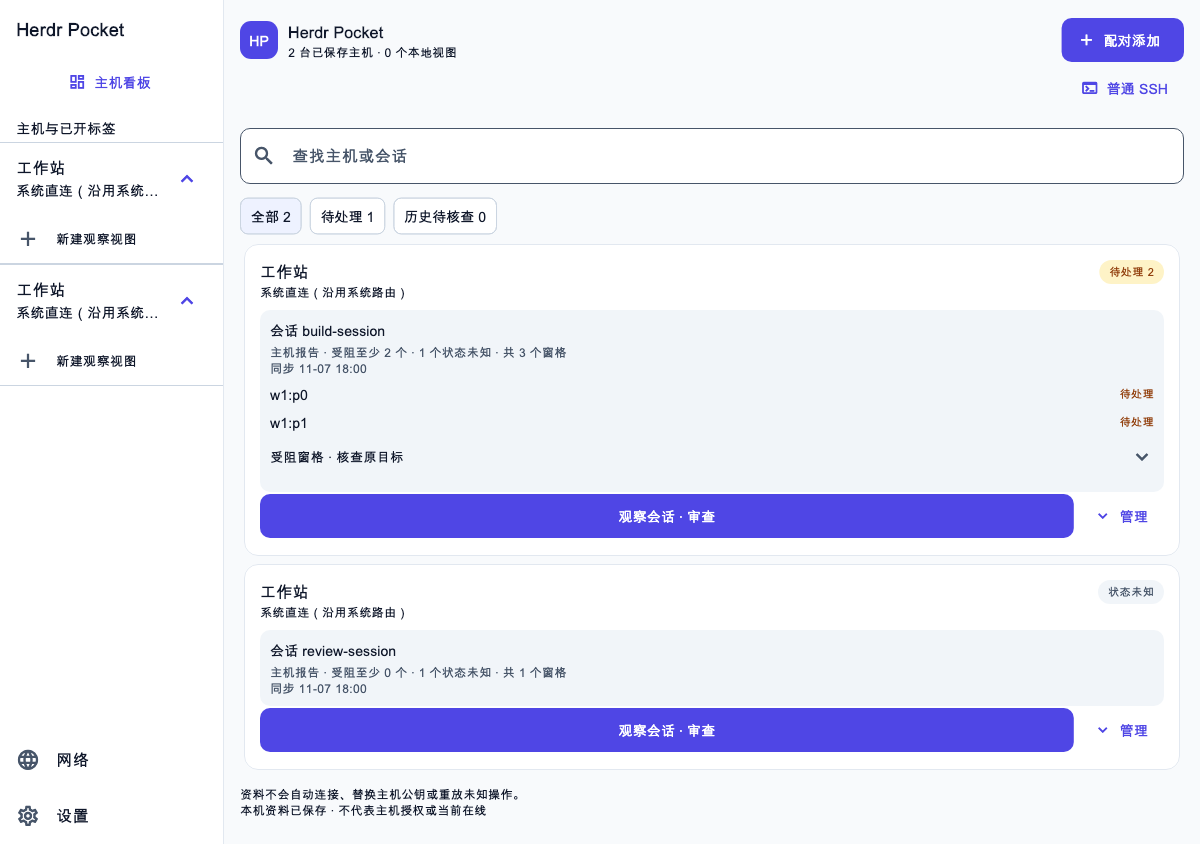 Herdr Pocket
主机看板
主机与已开标签
工作站
系统直连（沿用系统…
新建观察视图
工作站
系统直连（沿用系统…
新建观察视图
网络
设置
HP
Herdr Pocket
2 台已保存主机 · 0 个本地视图
配对添加
普通 SSH
查找主机或会话
全部 2
待处理 1
历史待核查 0
工作站
系统直连（沿用系统路由）
待处理 2
会话 build-session
主机报告 · 受阻至少 2 个 · 1 个状态未知 · 共 3 个窗格
同步 11-07 18:00
w1:p0
待处理
w1:p1
待处理
受阻窗格 · 核查原目标
观察会话 · 审查
管理
工作站
系统直连（沿用系统路由）
状态未知
会话 review-session
主机报告 · 受阻至少 0 个 · 1 个状态未知 · 共 1 个窗格
同步 11-07 18:00
观察会话 · 审查
管理
资料不会自动连接、替换主机公钥或重放未知操作。
本机资料已保存 · 不代表主机授权或当前在线